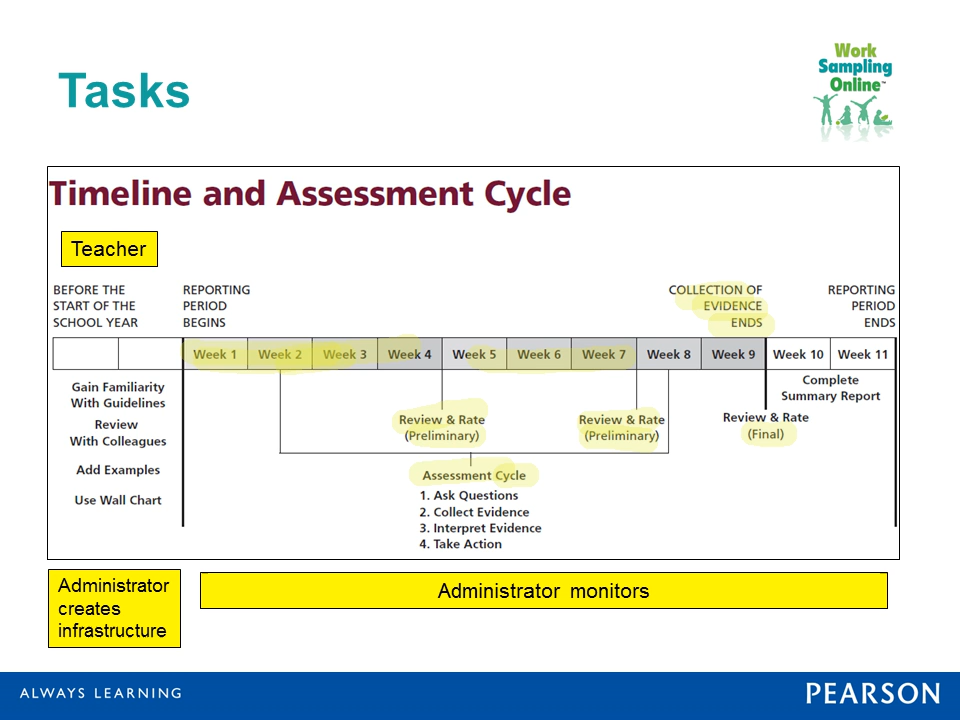 Tasks
Work
Sampling
Online™
Timeline and Assessment Cycle
Teacher
BEFORE THE
START OF THE
SCHOOL YEAR
REPORTING
PERIOD
BEGINS
COLLECTION OF
EVIDENCE
ENDS
REPORTING
PERIOD
ENDS
Week 1 Week 2 Week 3 Week 4 Week 5 Week 6 Week 7 Week 8 Week 9 Week 10 Week 11
Gain Familiarity
With Guidelines
Review
With Colleagues
Add Examples
Use Wall Chart
Review & Rate
(Preliminary)
Review & Rate
(Preliminary)
Review & Rate
(Final)
Complete
Summary Report
Assessment Cycle
1. Ask Questions
2. Collect Evidence
3. Interpret Evidence
4. Take Action
Administrator
creates
infrastructure
Administrator monitors
ALWAYS LEARNING
PEARSON